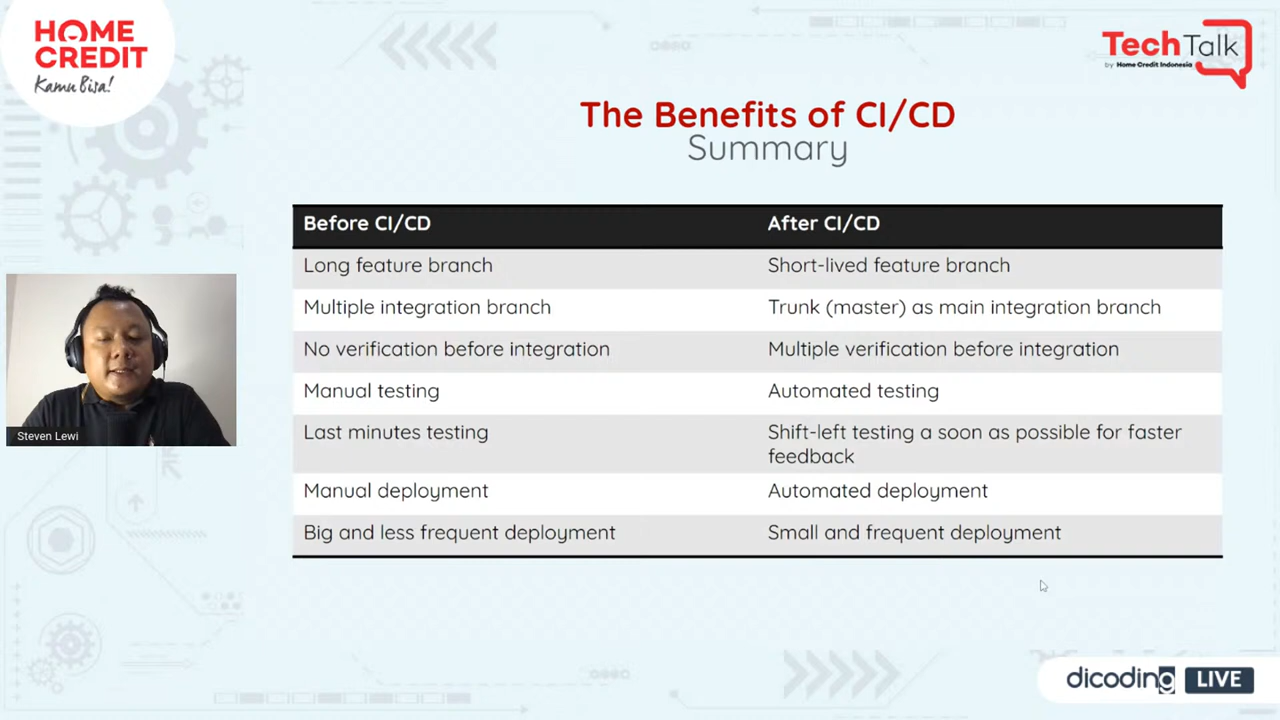 HOME
CREDIT
Kamu Bisa!
TechTalk
by Home Credit Indonesia
The Benefits of CI/CD
Summary
Before CI/CD After CI/CD
Long feature branch Short-lived feature branch
Multiple integration branch Trunk (master) as main integration branch
No verification before integration Multiple verification before integration
Manual testing Automated testing
Last minutes testing Shift-left testing a soon as possible for faster
feedback
Manual deployment Automated deployment
Big and less frequent deployment Small and frequent deployment
Steven Lewi
dicoding LIVE